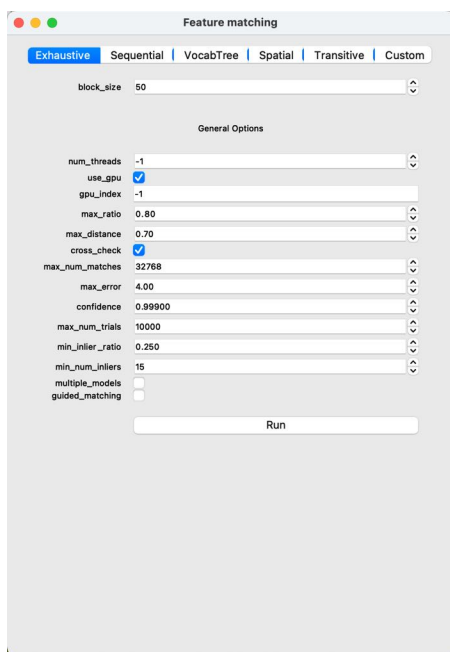 Feature matching
Exhaustive Sequential VocabTree Spatial Transitive Custom
block_size 50
General Options
num_threads -1
use_gpu
gpu_index -1
max_ratio 0.80
max_distance 0.70
cross_check
max_num_matches 32768
max_error 4.00
confidence 0.99900
max_num_trials 10000
min_inlier_ratio 0.250
min_num_inliers 15
multiple_models
guided_matching
Run